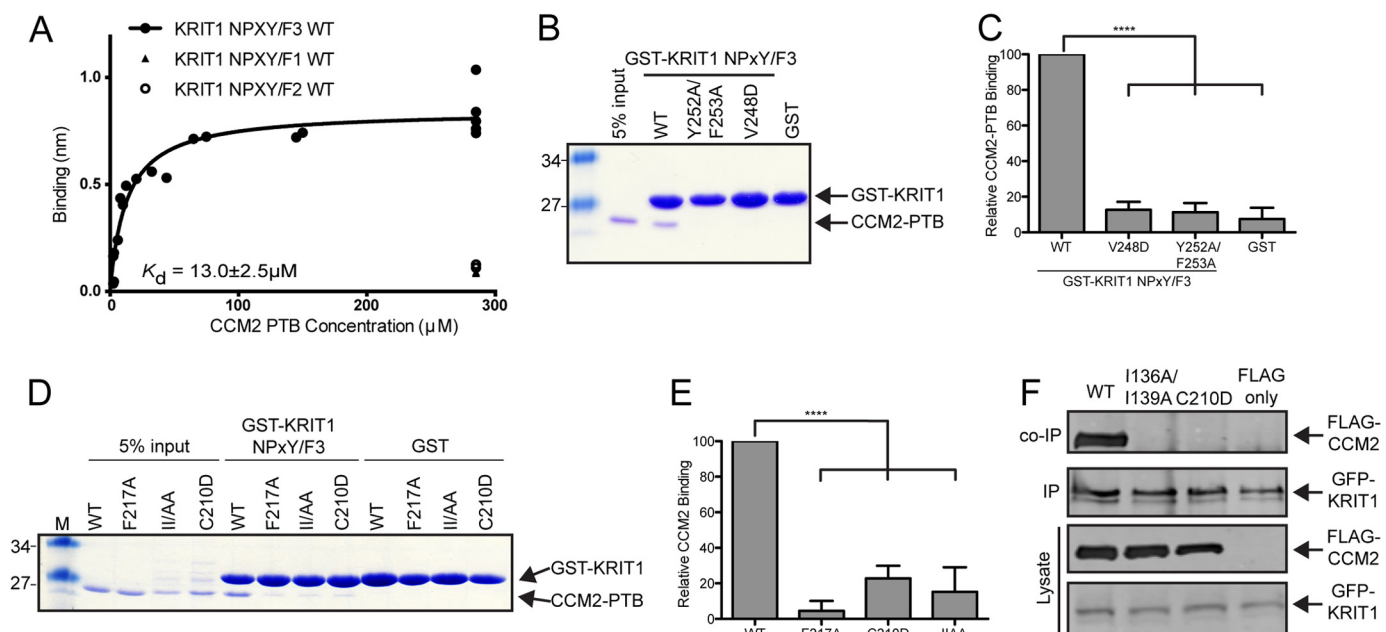 A
KRIT1 NPXY/F3 WT
KRIT1 NPXY/F1 WT
KRIT1 NPXY/F2 WT
Binding (nm)
1.0
0.5
0.0
0
100
200
300
Kd = 13.0±2.5μM
CCM2 PTB Concentration (μM)
B
GST-KRIT1 NPxY/F3
5% input
WT
Y252A/
F253A
V248D
GST
34
27
GST-KRIT1
CCM2-PTB
C
****
Relative CCM2-PTB Binding
100
80
60
40
20
0
WT
V248D
Y252A/
F253A
GST
GST-KRIT1 NPxY/F3
D
GST-KRIT1
5% input
NPxY/F3
GST
M
WT
F217A
II/AA
C210D
WT
F217A
II/AA
C210D
WT
F217A
II/AA
C210D
34
27
GST-KRIT1
CCM2-PTB
E
****
Relative CCM2 Binding
100
80
60
40
20
0
WT
F217A
C210D
II/AA
F
WT
I136A/
I139A
C210D
FLAG
only
co-IP
FLAG-
CCM2
IP
GFP-
KRIT1
Lysate
FLAG-
CCM2
GFP-
KRIT1